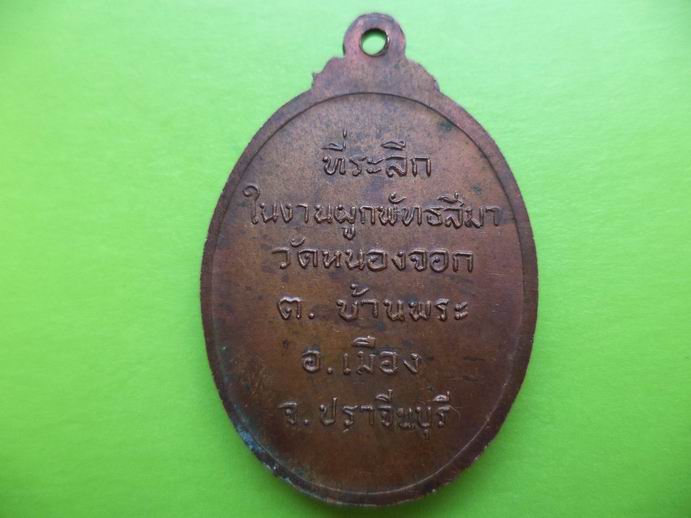 ที่ระลึก
ในงานผูกพัทธสีมา
วัดหนองจอก
ต. บ้านพระ
อ.เมือง
จ.ปราจีนบุรี